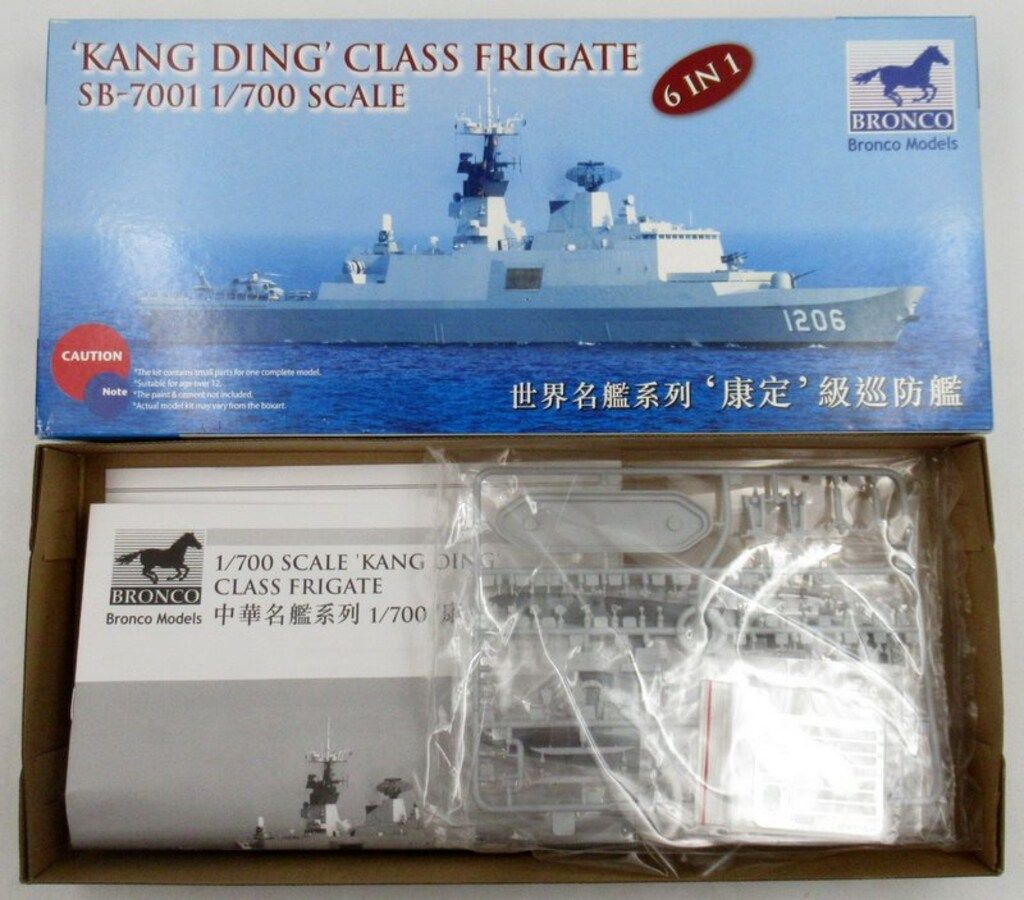 'KANG DING' CLASS FRIGATE
SB-7001 1/700 SCALE
6 IN 1
BRONCO
Bronco Models
1206
CAUTION
Note
*The kit contains small parts for one complete model.
*Suitable for age over 12.
*The paint & cement not included.
*Actual model kit may vary from the boxart.
世界名艦系列 '康定' 級巡防艦
BRONCO
Bronco Models
1/700 SCALE 'KANG DING'
CLASS FRIGATE
中華名艦系列 1/700 '康